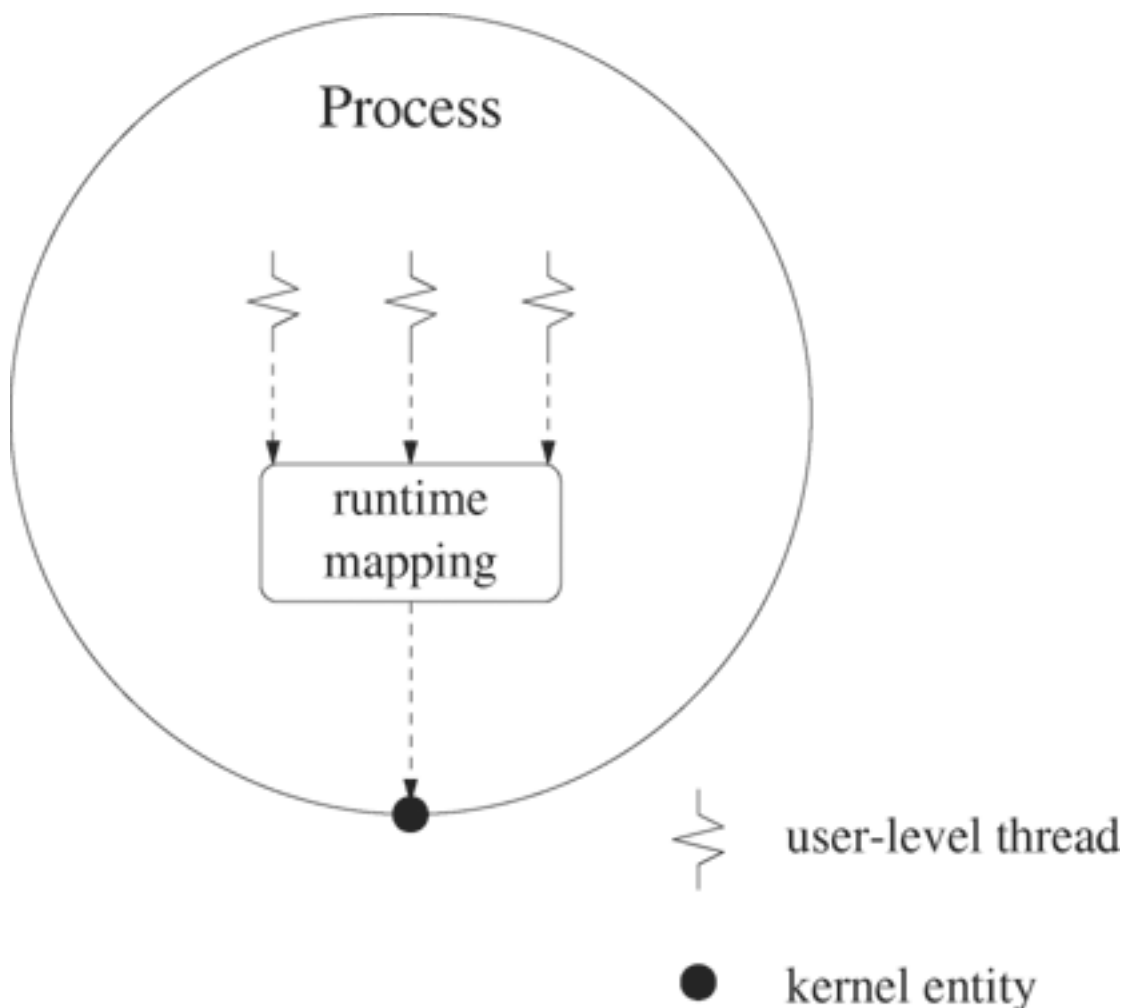 Process
runtime
mapping
user-level thread
kernel entity